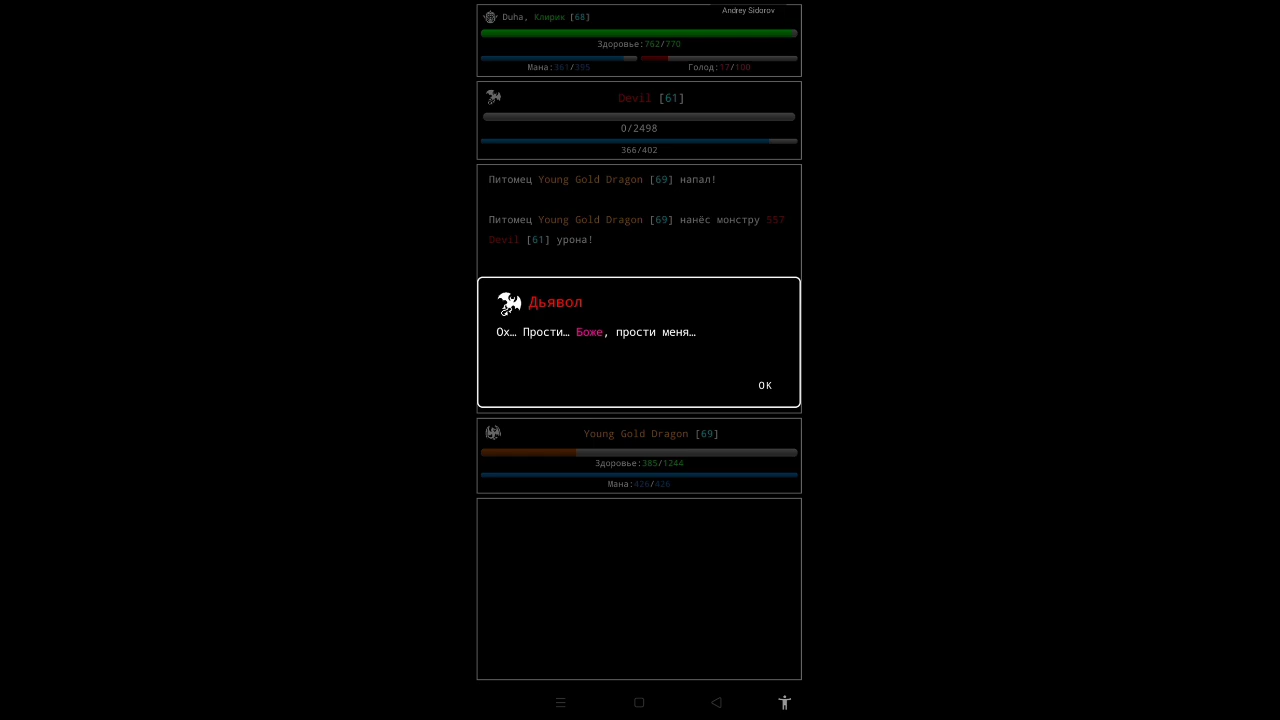 Andrey Sidorov
Duha, Клирик [68]
Здоровье:762/770
Мана:361/395 Голод:17/100
Devil [61]
0/2498
366/402
Питомец Young Gold Dragon [69] напал!
Питомец Young Gold Dragon [69] нанёс монстру 557
Devil [61] урона!
Дьявол
Ох… Прости… Боже, прости меня…
OK
Young Gold Dragon [69]
Здоровье:385/1244
Мана:426/426